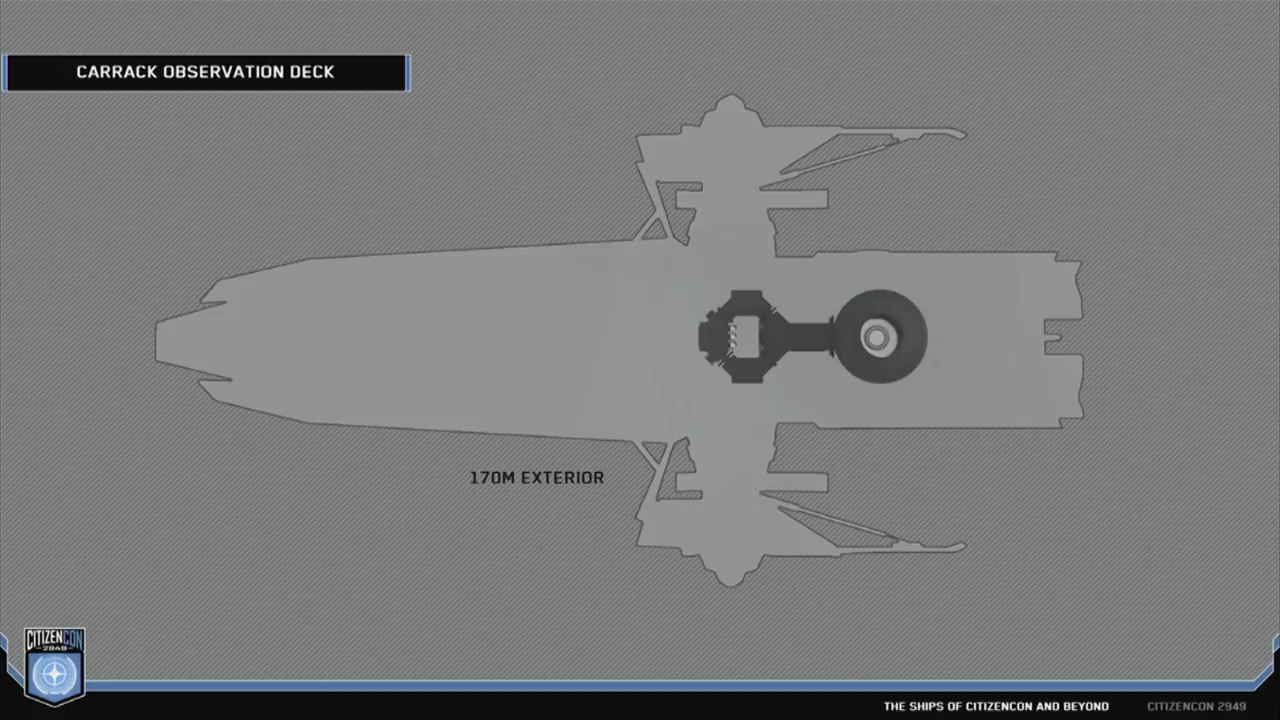 CARRACK OBSERVATION DECK
170M EXTERIOR
CITIZENCON
2949
THE SHIPS OF CITIZENCON AND BEYOND
CITIZENCON 2949